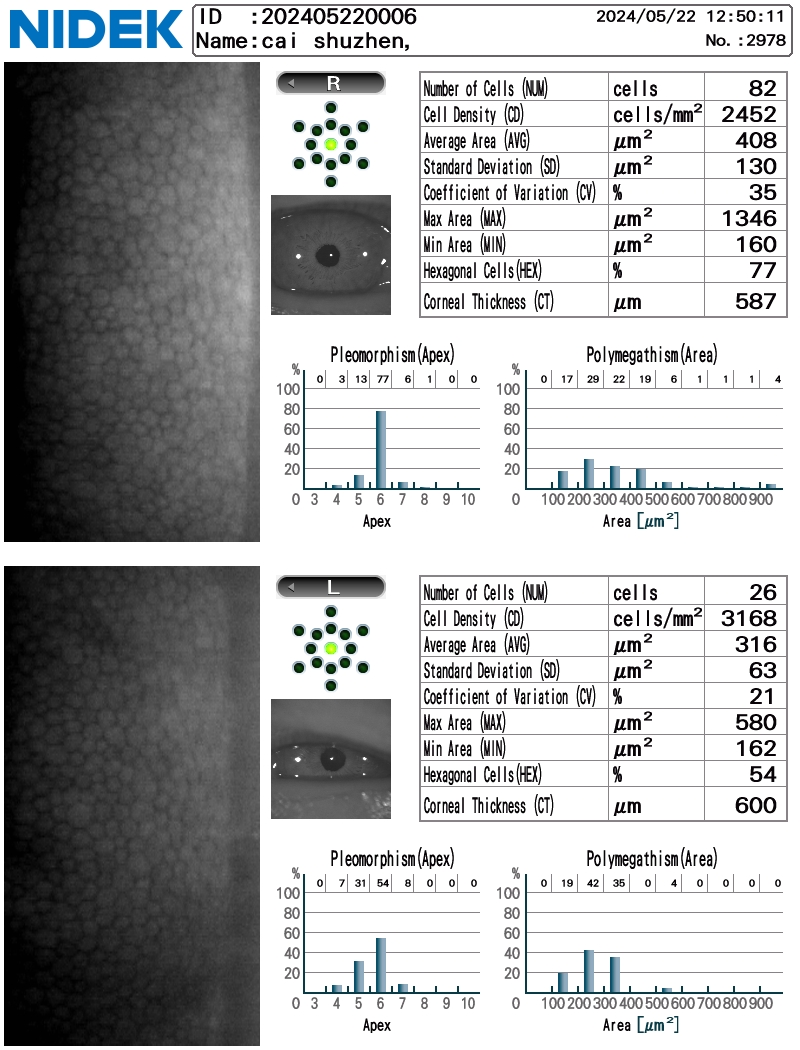 NIDEK
ID :202405220006 2024/05/22 12:50:11
Name:cai shuzhen, No. :2978
R
Number of Cells (NUM) cells 82
Cell Density (CD) cells/mm² 2452
Average Area (AVG) μm² 408
Standard Deviation (SD) μm² 130
Coefficient of Variation (CV) % 35
Max Area (MAX) μm² 1346
Min Area (MIN) μm² 160
Hexagonal Cells(HEX) % 77
Corneal Thickness (CT) μm 587
Pleomorphism(Apex)
%
0 3 13 77 6 1 0 0
100
80
60
40
20
0 3 4 5 6 7 8 9 10
Apex
Polymegathism(Area)
%
0 17 29 22 19 6 1 1 1 4
100
80
60
40
20
0 100 200 300 400 500 600 700 800 900
Area [μm²]
L
Number of Cells (NUM) cells 26
Cell Density (CD) cells/mm² 3168
Average Area (AVG) μm² 316
Standard Deviation (SD) μm² 63
Coefficient of Variation (CV) % 21
Max Area (MAX) μm² 580
Min Area (MIN) μm² 162
Hexagonal Cells(HEX) % 54
Corneal Thickness (CT) μm 600
Pleomorphism(Apex)
%
0 7 31 54 8 0 0 0
100
80
60
40
20
0 3 4 5 6 7 8 9 10
Apex
Polymegathism(Area)
%
0 19 42 35 0 4 0 0 0 0
100
80
60
40
20
0 100 200 300 400 500 600 700 800 900
Area [μm²]